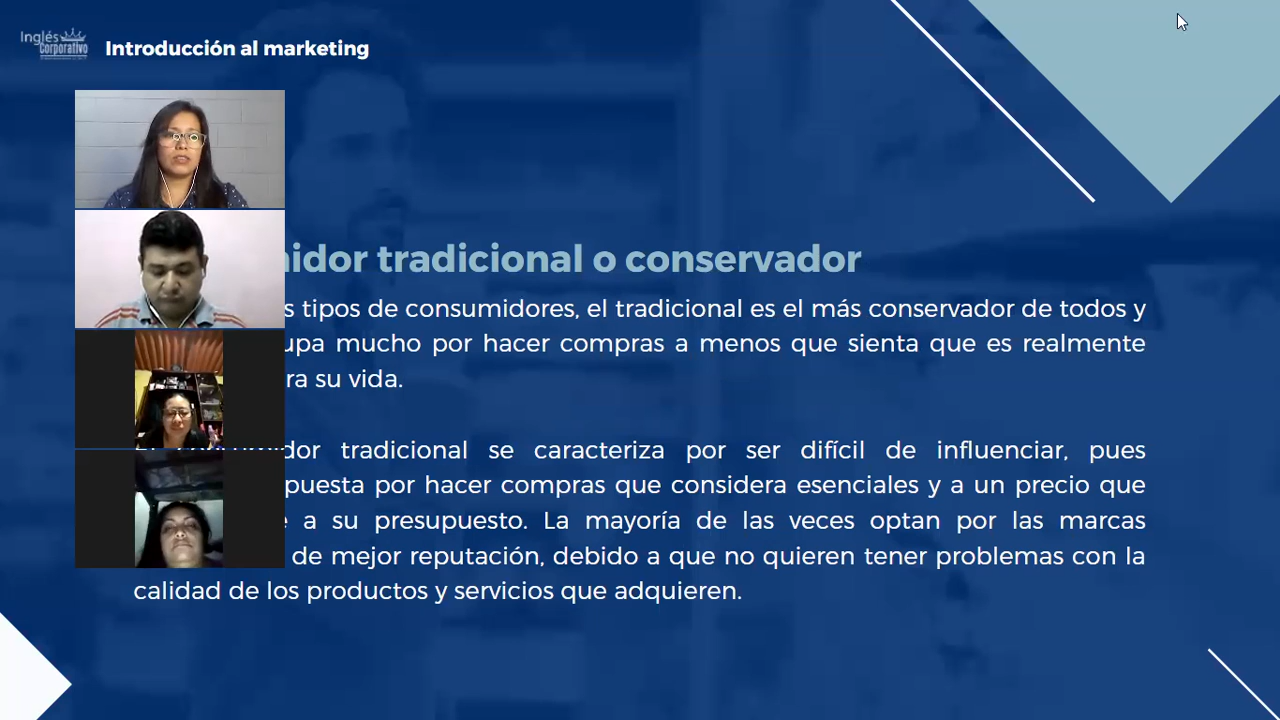 Inglés
Corporativo
Introducción al marketing
idor tradicional o conservador
s tipos de consumidores, el tradicional es el más conservador de todos y
upa mucho por hacer compras a menos que sienta que es realmente
ra su vida.
dor tradicional se caracteriza por ser difícil de influenciar, pues
puesta por hacer compras que considera esenciales y a un precio que
e a su presupuesto. La mayoría de las veces optan por las marcas
de mejor reputación, debido a que no quieren tener problemas con la
calidad de los productos y servicios que adquieren.